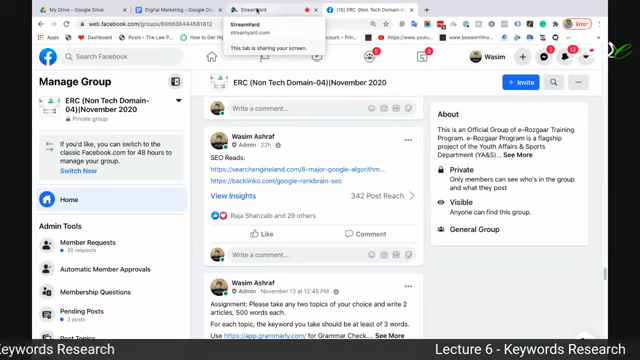 My Drive – Google Drive
Digital Marketing – Google Drive
StreamYard
(15) ERC (Non Tech Domain-04)
web.facebook.com/groups/696638444581812
Error
Bookmarks
Doobly
Posts – The Law P...
https://www.youtub...
www.bosworth
StreamYard
streamyard.com
This tab is sharing your screen.
Search Facebook
Wasim
Manage Group
ERC (Non Tech Domain-04)|November 2020
+ Invite
ERC (Non Tech
Domain-04)|November
2020
Private group
If you'd like, you can switch to the
classic Facebook.com for 48 hours to
manage your group.
Switch Now
Home
Admin Tools
Member Requests
20 requests
Automatic Member Approvals
Membership Questions
Pending Posts
2 posts
Write a comment...
Wasim Ashraf
Admin · 22h
SEO Reads:
https://searchengineland.com/8-major-google-algorithm...
https://backlinko.com/google-rankbrain-seo
View Insights
342 Post Reach
Raja Shahzaib and 29 others
Like
Comment
Write a comment...
Wasim Ashraf
Admin · November 13 at 12:45 PM
Assignment: Please take any two topics of your choice and write 2
articles, 500 words each.
For each topic, the keyword you take should be at least of 3 words.
Use https://app.grammarly.com/ for Grammar Check.... See More
About
This is an Official Group of e-Rozgaar Training
Program. e-Rozgaar Program is a flagship
project of the Youth Affairs & Sports
Department (YA&S)... See More
Private
Only members can see who's in the group
and what they post
Visible
Anyone can find this group.
General Group
Keywords Research
Lecture 6 - Keywords Research